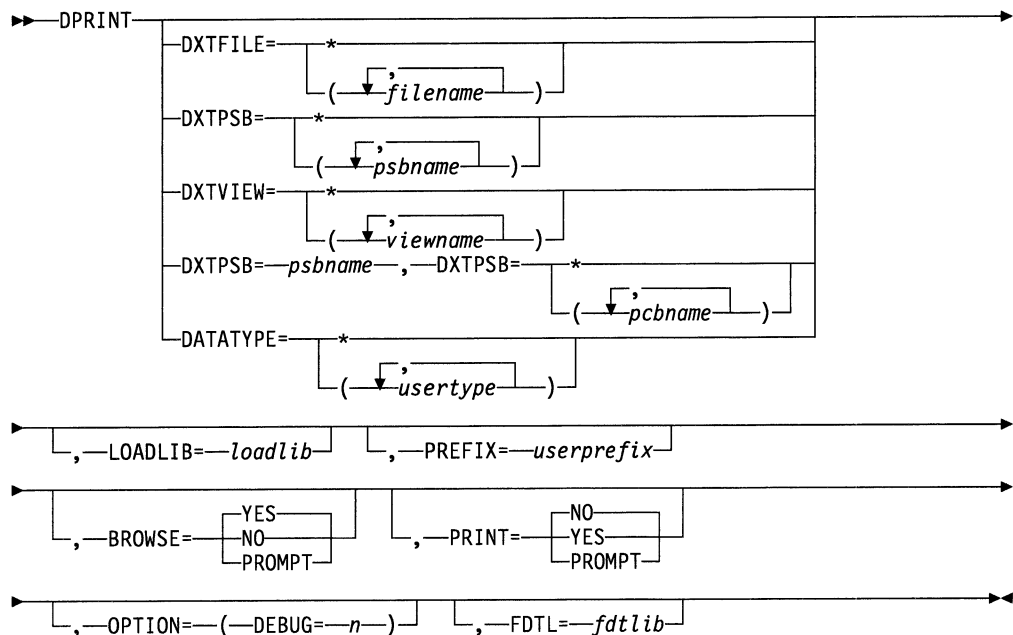 DPRINT
DXTFILE= *
,
( filename )
DXTPSB= *
,
( psbname )
DXTVIEW= *
,
( viewname )
DXTPSB= psbname , DXTPSB= *
,
( pcbname )
DATATYPE= *
,
( usertype )
, LOADLIB= loadlib , PREFIX= userprefix
YES NO
, BROWSE= NO , PRINT= YES
PROMPT PROMPT
, OPTION= ( DEBUG= n ) , FDTL= fdtlib